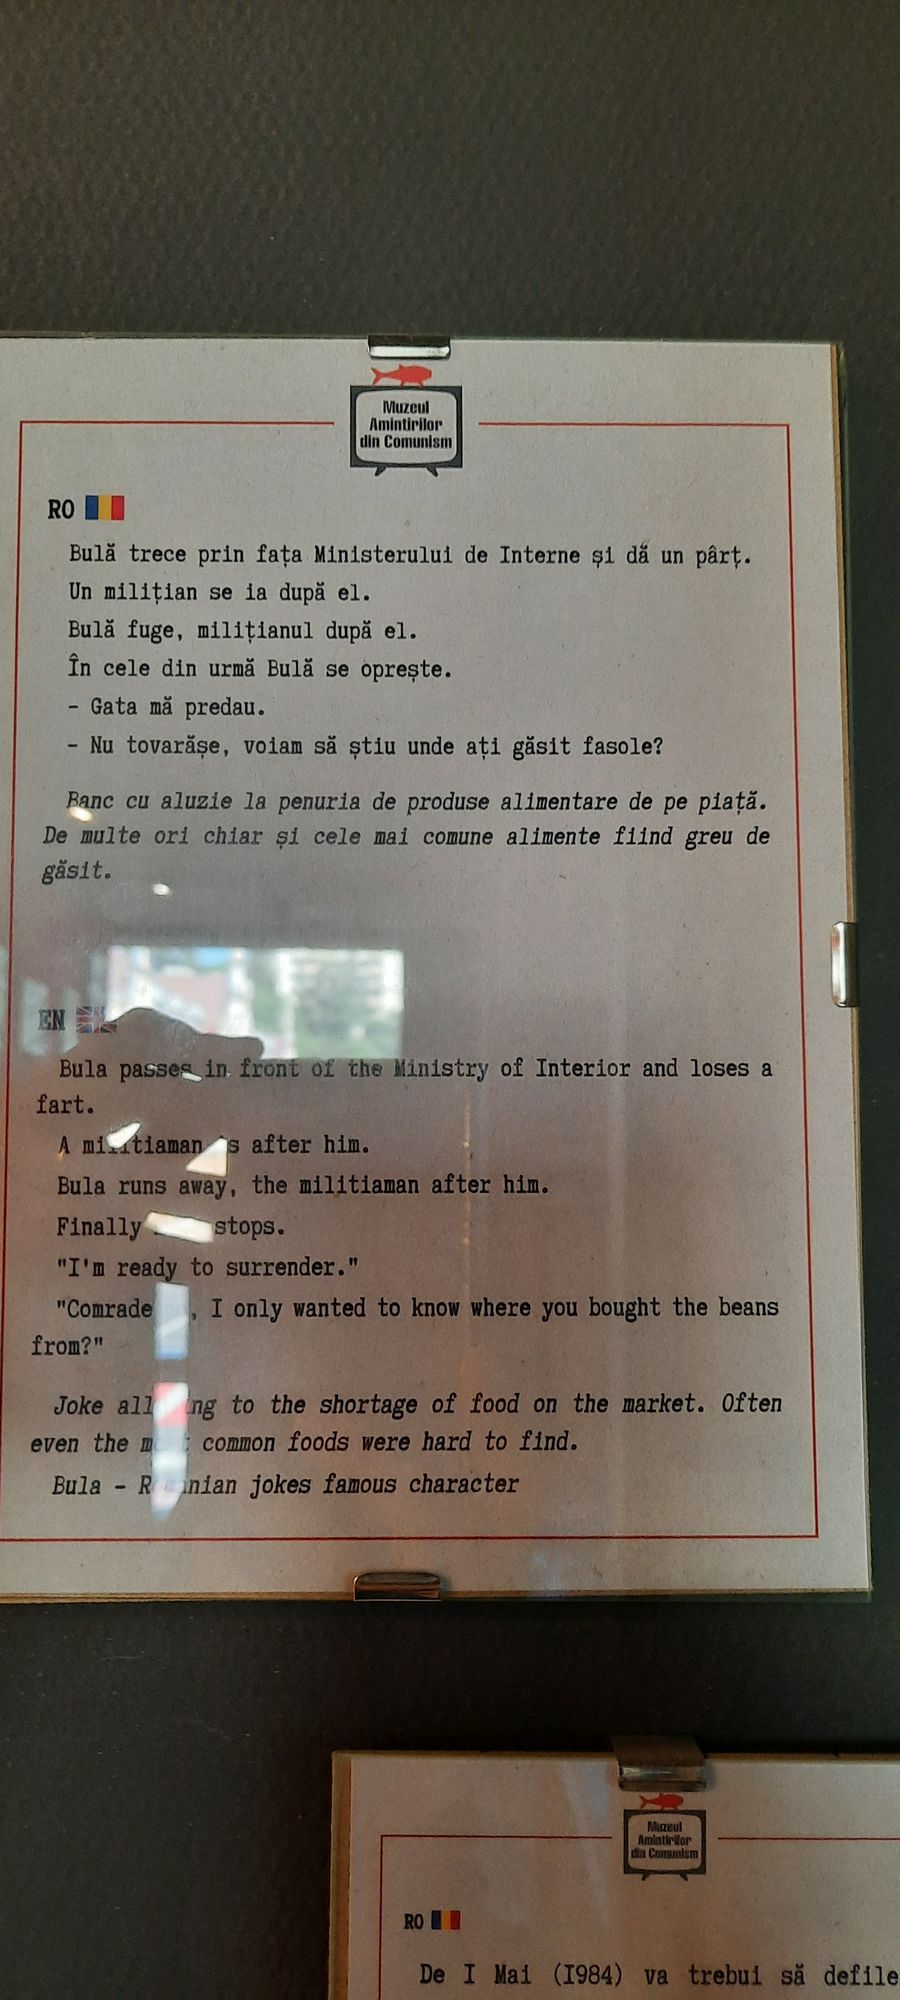 Muzeul
Amintirilor
din Comunism
RO
Bulă trece prin fața Ministerului de Interne și dă un pârț.
Un milițian se ia după el.
Bulă fuge, milițianul după el.
În cele din urmă Bulă se oprește.
- Gata mă predau.
- Nu tovarășe, voiam să știu unde ați găsit fasole?
Banc cu aluzie la penuria de produse alimentare de pe piață.
De multe ori chiar și cele mai comune alimente fiind greu de
găsit.
EN
Bula passes in front of the Ministry of Interior and loses a
fart.
A militiaman is after him.
Bula runs away, the militiaman after him.
Finally stops.
"I'm ready to surrender."
"Comrade , I only wanted to know where you bought the beans
from?"
Joke alluding to the shortage of food on the market. Often
even the most common foods were hard to find.
Bula - Romanian jokes famous character
Muzeul
Amintirilor
din Comunism
RO
De I Mai (I984) va trebui să defile